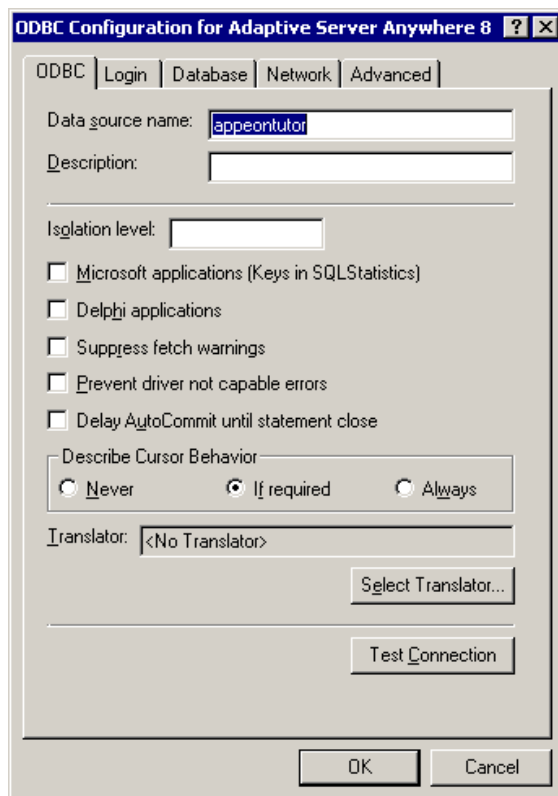 ODBC Configuration for Adaptive Server Anywhere 8
ODBC Login Database Network Advanced
Data source name: appeontutor
Description:
Isolation level:
Microsoft applications (Keys in SQLStatistics)
Delphi applications
Suppress fetch warnings
Prevent driver not capable errors
Delay AutoCommit until statement close
Describe Cursor Behavior
Never If required Always
Translator: <No Translator>
Select Translator...
Test Connection
OK Cancel